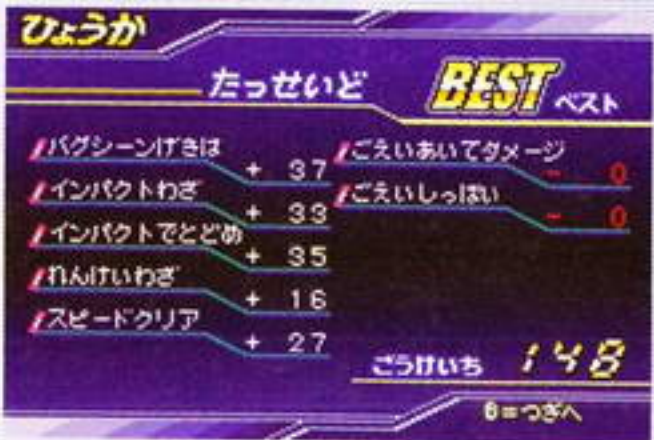 ひょうか
たっせいど BEST ベスト
バグシーンげきは
+ 37
インパクトわざ
+ 33
インパクトでとどめ
+ 35
れんけいわざ
+ 16
スピードクリア
+ 27
ごえいあいてダメージ
- 0
ごえいしっぱい
- 0
ごうけいち 148
B=つぎへ